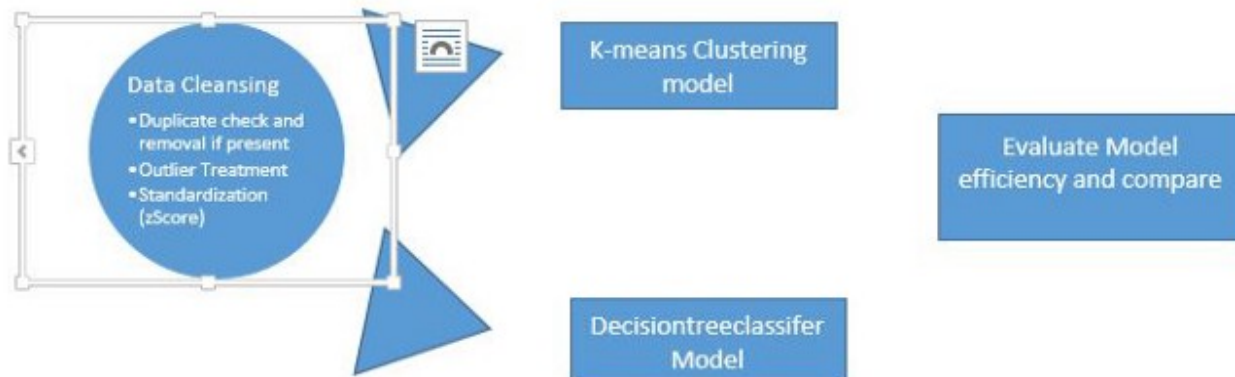 Data Cleansing
•Duplicate check and
removal if present
•Outlier Treatment
•Standardization
(zScore)
K-means Clustering
model
Evaluate Model
efficiency and compare
Decisiontreeclassifer
Model